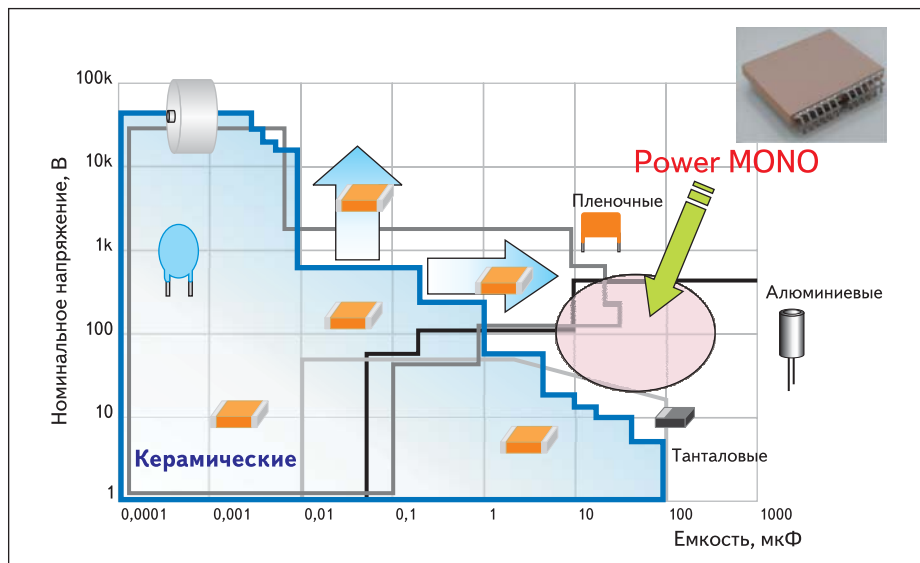 Номинальное напряжение, В
100k
10k
1k
100
10
1
Power MONO
Пленочные
Алюминиевые
Танталовые
Керамические
0,0001
0,001
0,01
0,1
1
10
100
1000
Емкость, мкФ